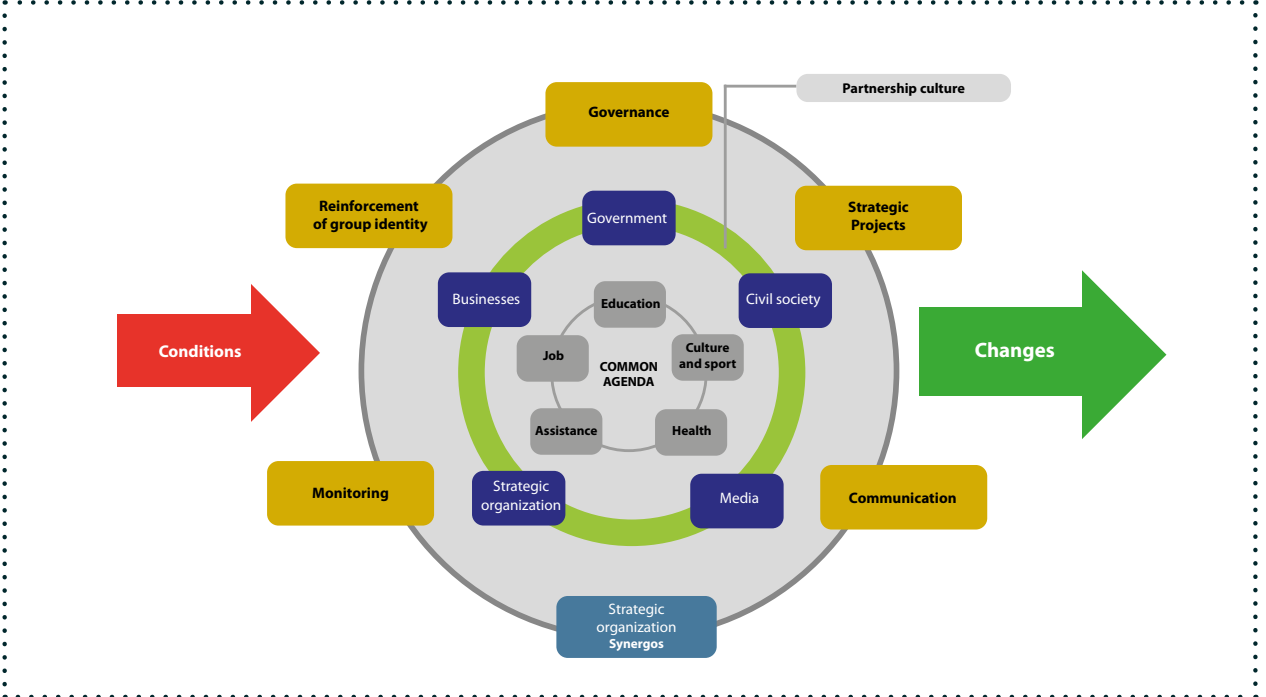 Partnership culture
Governance
Reinforcement
of group identity
Strategic
Projects
Government
Businesses
Civil society
Education
Job
Culture
and sport
COMMON
AGENDA
Conditions
Changes
Assistance
Health
Monitoring
Strategic
organization
Media
Communication
Strategic
organization
Synergos